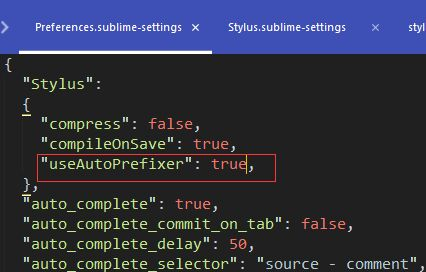 Preferences.sublime-settings × Stylus.sublime-settings × styl
{
"Stylus":
{
"compress": false,
"compileOnSave": true,
"useAutoPrefixer": true,
},
"auto_complete": true,
"auto_complete_commit_on_tab": false,
"auto_complete_delay": 50,
"auto_complete_selector": "source - comment",